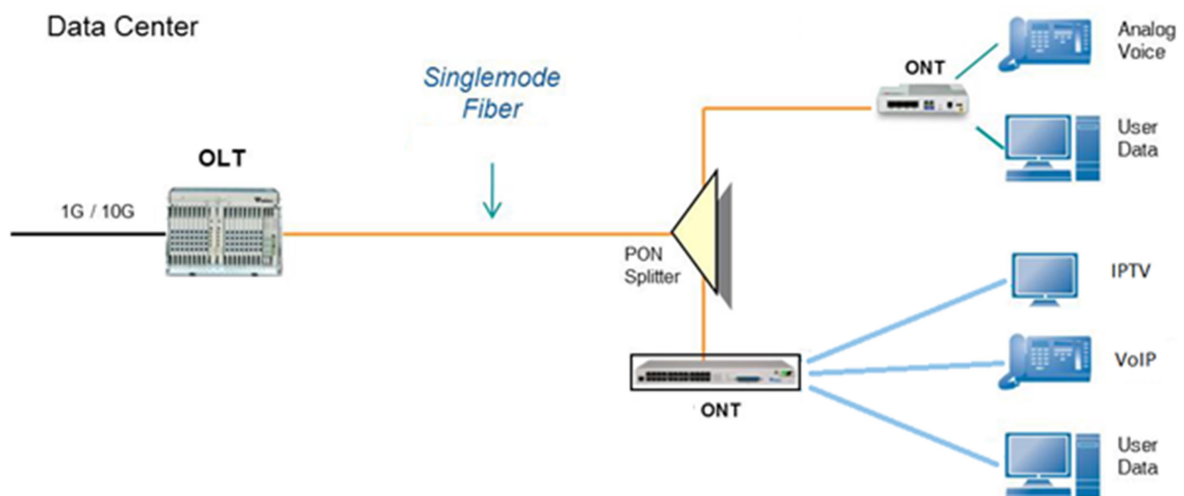 Data Center
Singlemode
Fiber
OLT
1G / 10G
PON
Splitter
ONT
Analog
Voice
User
Data
IPTV
VoIP
ONT
User
Data